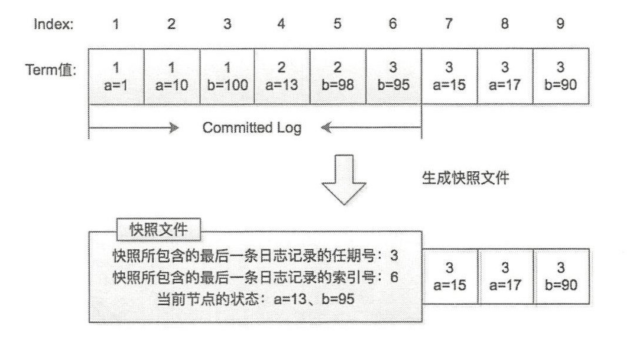 Index: 1 2 3 4 5 6 7 8 9
Term值: 1 1 1 2 2 3 3 3 3
a=1 a=10 b=100 a=13 b=98 b=95 a=15 a=17 b=90
Committed Log
生成快照文件
快照文件
快照所包含的最后一条日志记录的任期号：3
快照所包含的最后一条日志记录的索引号：6
当前节点的状态：a=13、b=95
3 3 3
a=15 a=17 b=90